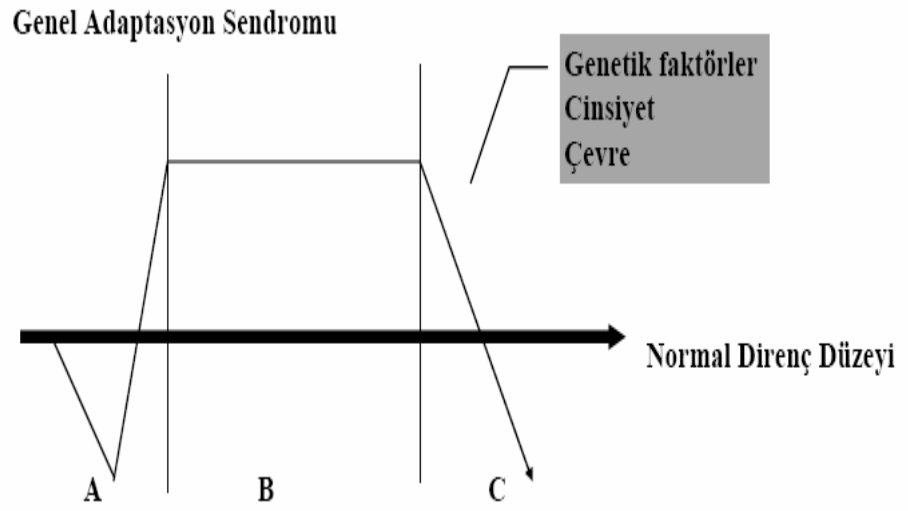 Genel Adaptasyon Sendromu
Genetik faktörler
Cinsiyet
Çevre
Normal Direnç Düzeyi
A
B
C